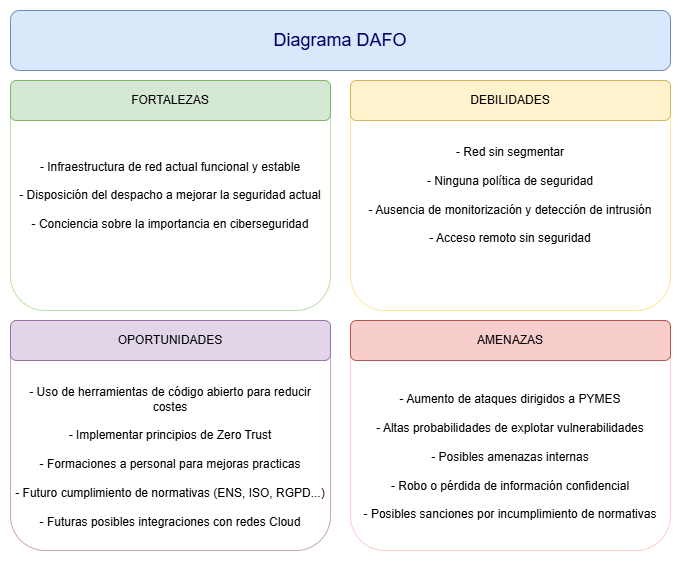 Diagrama DAFO
FORTALEZAS
- Infraestructura de red actual funcional y estable
- Disposición del despacho a mejorar la seguridad actual
- Conciencia sobre la importancia en ciberseguridad
DEBILIDADES
- Red sin segmentar
- Ninguna política de seguridad
- Ausencia de monitorización y detección de intrusión
- Acceso remoto sin seguridad
OPORTUNIDADES
- Uso de herramientas de código abierto para reducir
costes
- Implementar principios de Zero Trust
- Formaciones a personal para mejoras practicas
- Futuro cumplimiento de normativas (ENS, ISO, RGPD...)
- Futuras posibles integraciones con redes Cloud
AMENAZAS
- Aumento de ataques dirigidos a PYMES
- Altas probabilidades de explotar vulnerabilidades
- Posibles amenazas internas
- Robo o pérdida de información confidencial
- Posibles sanciones por incumplimiento de normativas